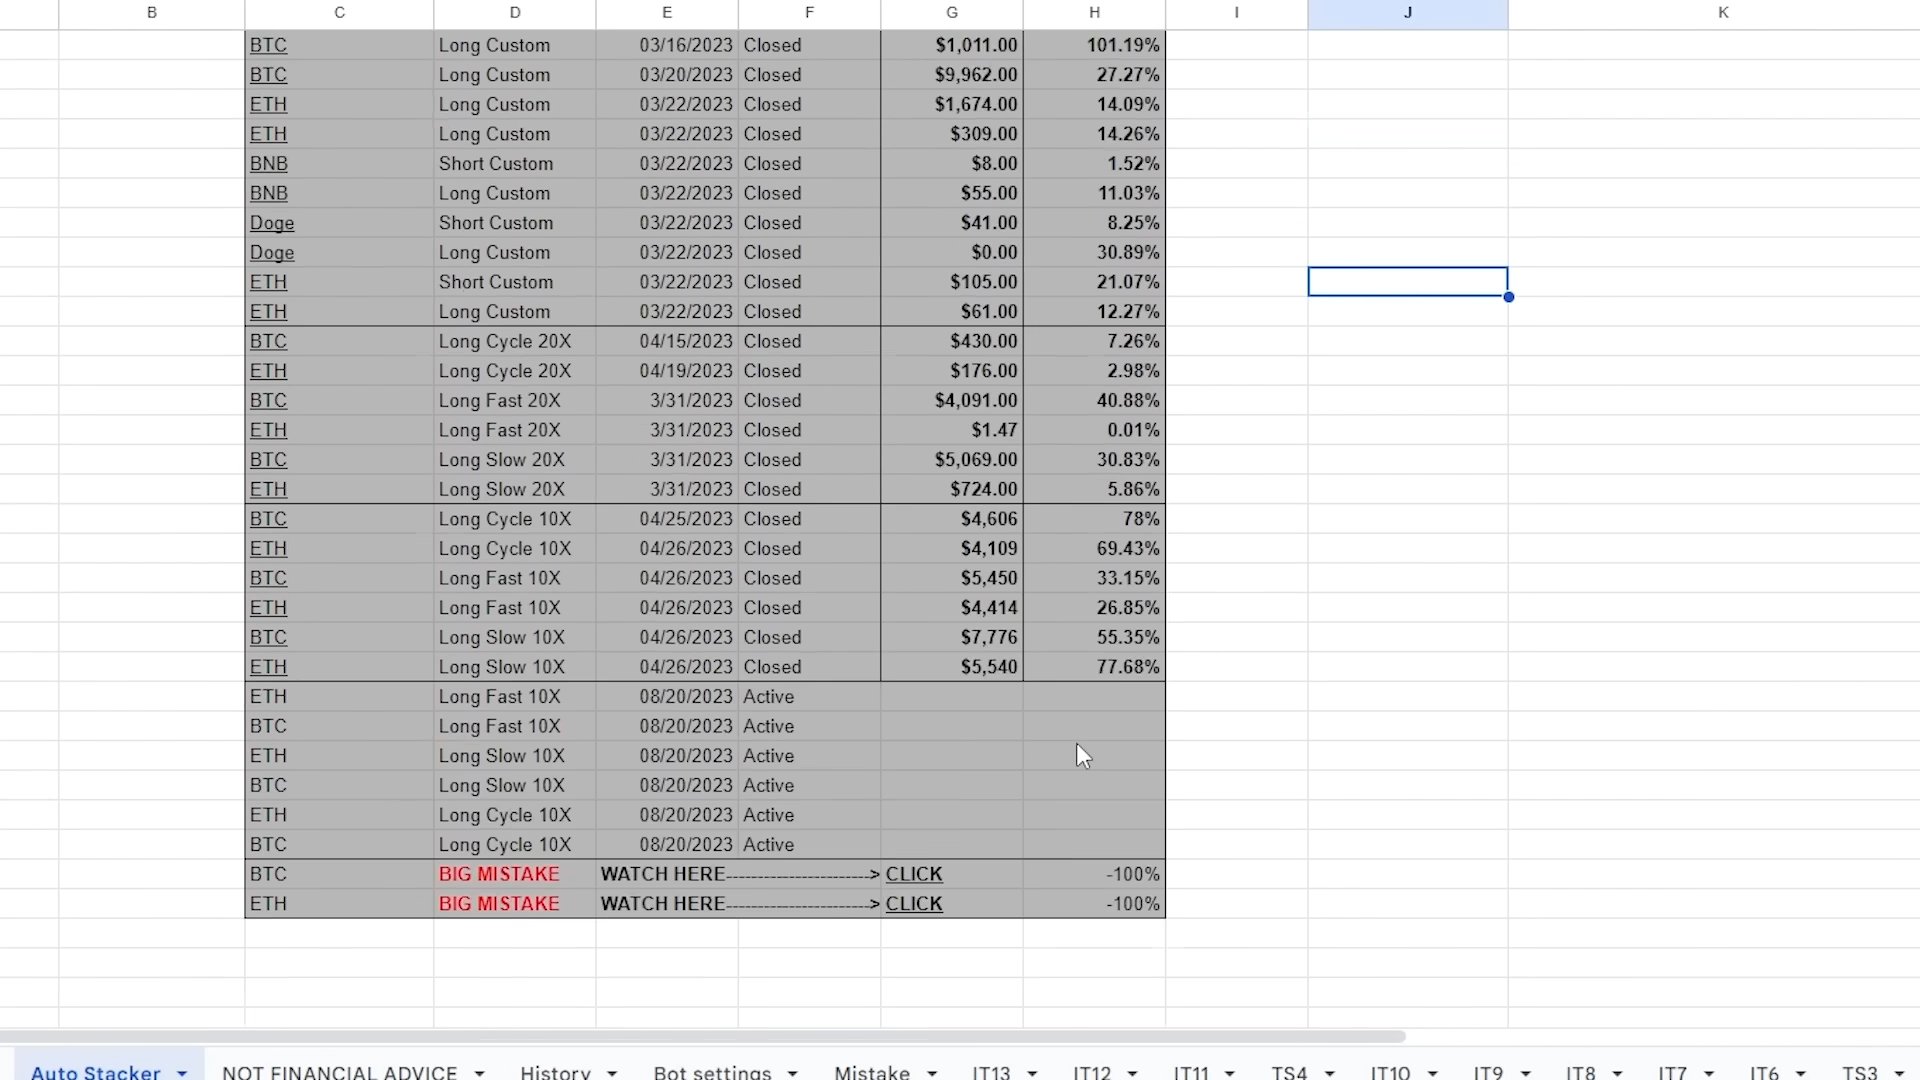 B C D E F G H I J K
BTC Long Custom 03/16/2023 Closed $1,011.00 101.19%
BTC Long Custom 03/20/2023 Closed $9,962.00 27.27%
ETH Long Custom 03/22/2023 Closed $1,674.00 14.09%
ETH Long Custom 03/22/2023 Closed $309.00 14.26%
BNB Short Custom 03/22/2023 Closed $8.00 1.52%
BNB Long Custom 03/22/2023 Closed $55.00 11.03%
Doge Short Custom 03/22/2023 Closed $41.00 8.25%
Doge Long Custom 03/22/2023 Closed $0.00 30.89%
ETH Short Custom 03/22/2023 Closed $105.00 21.07%
ETH Long Custom 03/22/2023 Closed $61.00 12.27%
BTC Long Cycle 20X 04/15/2023 Closed $430.00 7.26%
ETH Long Cycle 20X 04/19/2023 Closed $176.00 2.98%
BTC Long Fast 20X 3/31/2023 Closed $4,091.00 40.88%
ETH Long Fast 20X 3/31/2023 Closed $1.47 0.01%
BTC Long Slow 20X 3/31/2023 Closed $5,069.00 30.83%
ETH Long Slow 20X 3/31/2023 Closed $724.00 5.86%
BTC Long Cycle 10X 04/25/2023 Closed $4,606 78%
ETH Long Cycle 10X 04/26/2023 Closed $4,109 69.43%
BTC Long Fast 10X 04/26/2023 Closed $5,450 33.15%
ETH Long Fast 10X 04/26/2023 Closed $4,414 26.85%
BTC Long Slow 10X 04/26/2023 Closed $7,776 55.35%
ETH Long Slow 10X 04/26/2023 Closed $5,540 77.68%
ETH Long Fast 10X 08/20/2023 Active
BTC Long Fast 10X 08/20/2023 Active
ETH Long Slow 10X 08/20/2023 Active
BTC Long Slow 10X 08/20/2023 Active
ETH Long Cycle 10X 08/20/2023 Active
BTC Long Cycle 10X 08/20/2023 Active
BTC BIG MISTAKE WATCH HERE-----------------------> CLICK -100%
ETH BIG MISTAKE WATCH HERE-----------------------> CLICK -100%
Auto Stacker NOT FINANCIAL ADVICE History Bot settings Mistake IT13 IT12 IT11 TS4 IT10 IT9 IT8 IT7 IT6 TS3